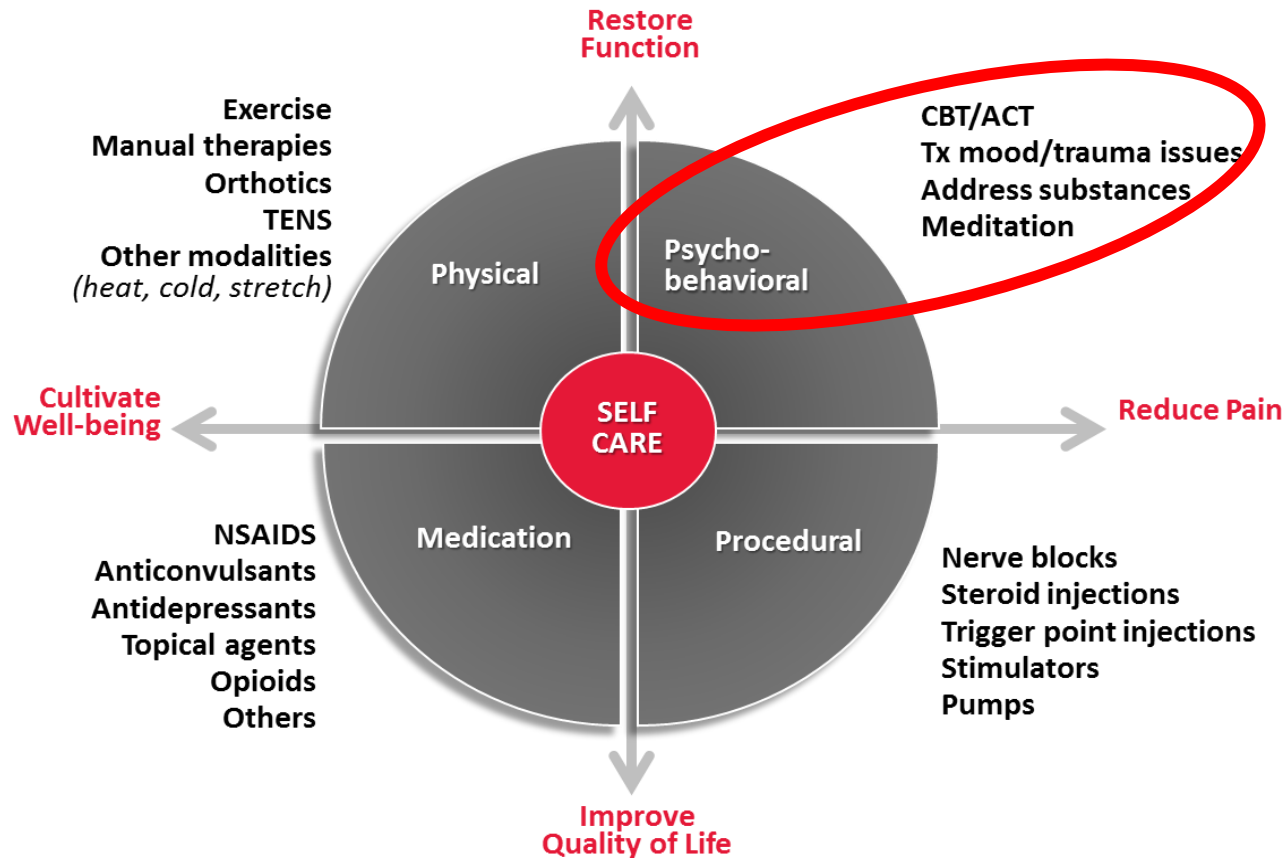 Restore
Function
Exercise
Manual therapies
Orthotics
TENS
Other modalities
(heat, cold, stretch)
CBT/ACT
Tx mood/trauma issues
Address substances
Meditation
Physical
Psycho-
behavioral
Cultivate
Well-being
SELF
CARE
Reduce Pain
NSAIDS
Anticonvulsants
Antidepressants
Topical agents
Opioids
Others
Medication
Procedural
Nerve blocks
Steroid injections
Trigger point injections
Stimulators
Pumps
Improve
Quality of Life